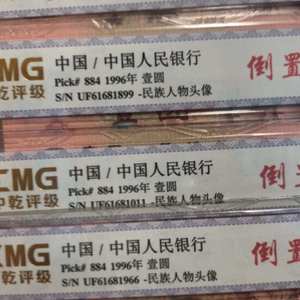 MG
中国 / 中国人民银行
倒置
乾评级
Pick# 884 1996年 壹圆
S/N UF61681899 -民族人物头像
CMG
中国 / 中国人民银行
倒置
中乾评级
Pick# 884 1996年 壹圆
S/N UF61681011 -民族人物头像
CMG
中国 / 中国人民银行
倒置
乾评级
Pick# 884 1996年 壹圆
S/N UF61681966 -民族人物头像